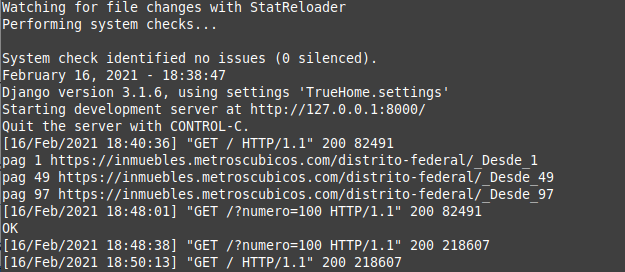 Watching for file changes with StatReloader
Performing system checks...
System check identified no issues (0 silenced).
February 16, 2021 - 18:38:47
Django version 3.1.6, using settings 'TrueHome.settings'
Starting development server at http://127.0.0.1:8000/
Quit the server with CONTROL-C.
[16/Feb/2021 18:40:36] "GET / HTTP/1.1" 200 82491
pag 1 https://inmuebles.metroscubicos.com/distrito-federal/_Desde_1
pag 49 https://inmuebles.metroscubicos.com/distrito-federal/_Desde_49
pag 97 https://inmuebles.metroscubicos.com/distrito-federal/_Desde_97
[16/Feb/2021 18:48:01] "GET /?numero=100 HTTP/1.1" 200 82491
OK
[16/Feb/2021 18:48:38] "GET /?numero=100 HTTP/1.1" 200 218607
[16/Feb/2021 18:50:13] "GET / HTTP/1.1" 200 218607